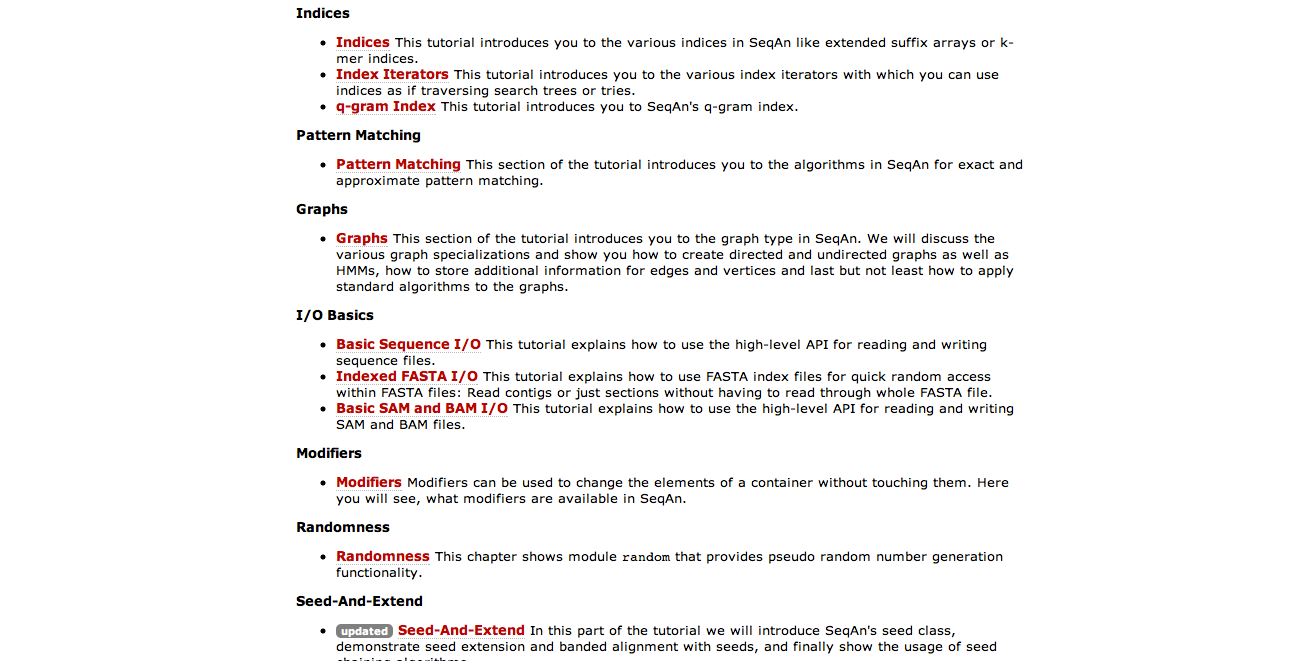 Indices
Indices This tutorial introduces you to the various indices in SeqAn like extended suffix arrays or k-
mer indices.
Index Iterators This tutorial introduces you to the various index iterators with which you can use
indices as if traversing search trees or tries.
q-gram Index This tutorial introduces you to SeqAn's q-gram index.
Pattern Matching
Pattern Matching This section of the tutorial introduces you to the algorithms in SeqAn for exact and
approximate pattern matching.
Graphs
Graphs This section of the tutorial introduces you to the graph type in SeqAn. We will discuss the
various graph specializations and show you how to create directed and undirected graphs as well as
HMMs, how to store additional information for edges and vertices and last but not least how to apply
standard algorithms to the graphs.
I/O Basics
Basic Sequence I/O This tutorial explains how to use the high-level API for reading and writing
sequence files.
Indexed FASTA I/O This tutorial explains how to use FASTA index files for quick random access
within FASTA files: Read contigs or just sections without having to read through whole FASTA file.
Basic SAM and BAM I/O This tutorial explains how to use the high-level API for reading and writing
SAM and BAM files.
Modifiers
Modifiers Modifiers can be used to change the elements of a container without touching them. Here
you will see, what modifiers are available in SeqAn.
Randomness
Randomness This chapter shows module random that provides pseudo random number generation
functionality.
Seed-And-Extend
updated Seed-And-Extend In this part of the tutorial we will introduce SeqAn's seed class,
demonstrate seed extension and banded alignment with seeds, and finally show the usage of seed